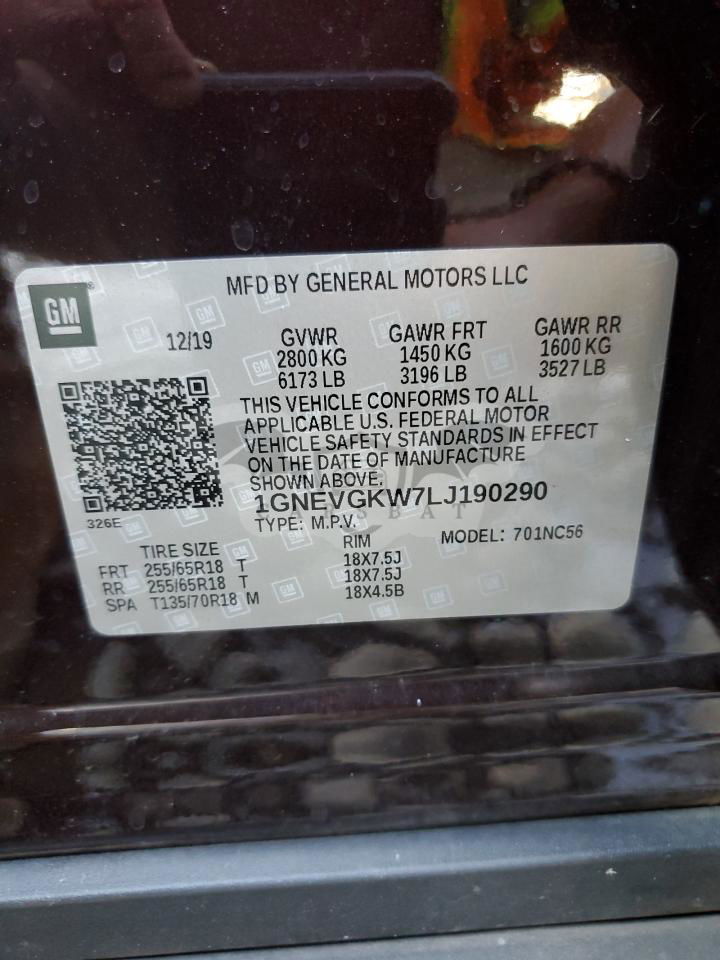 MFD BY GENERAL MOTORS LLC
GM
12/19
GVWR GAWR FRT GAWR RR
2800 KG 1450 KG 1600 KG
6173 LB 3196 LB 3527 LB
THIS VEHICLE CONFORMS TO ALL
APPLICABLE U.S. FEDERAL MOTOR
VEHICLE SAFETY STANDARDS IN EFFECT
ON THE DATE OF MANUFACTURE
SHOWN ABOVE.
1GNEVGKW7LJ190290
CARSBAT
326E
TYPE: M.P.V.
MODEL: 701NC56
TIRE SIZE RIM
FRT 255/65R18 T 18X7.5J
RR 255/65R18 T 18X7.5J
SPA T135/70R18 M 18X4.5B